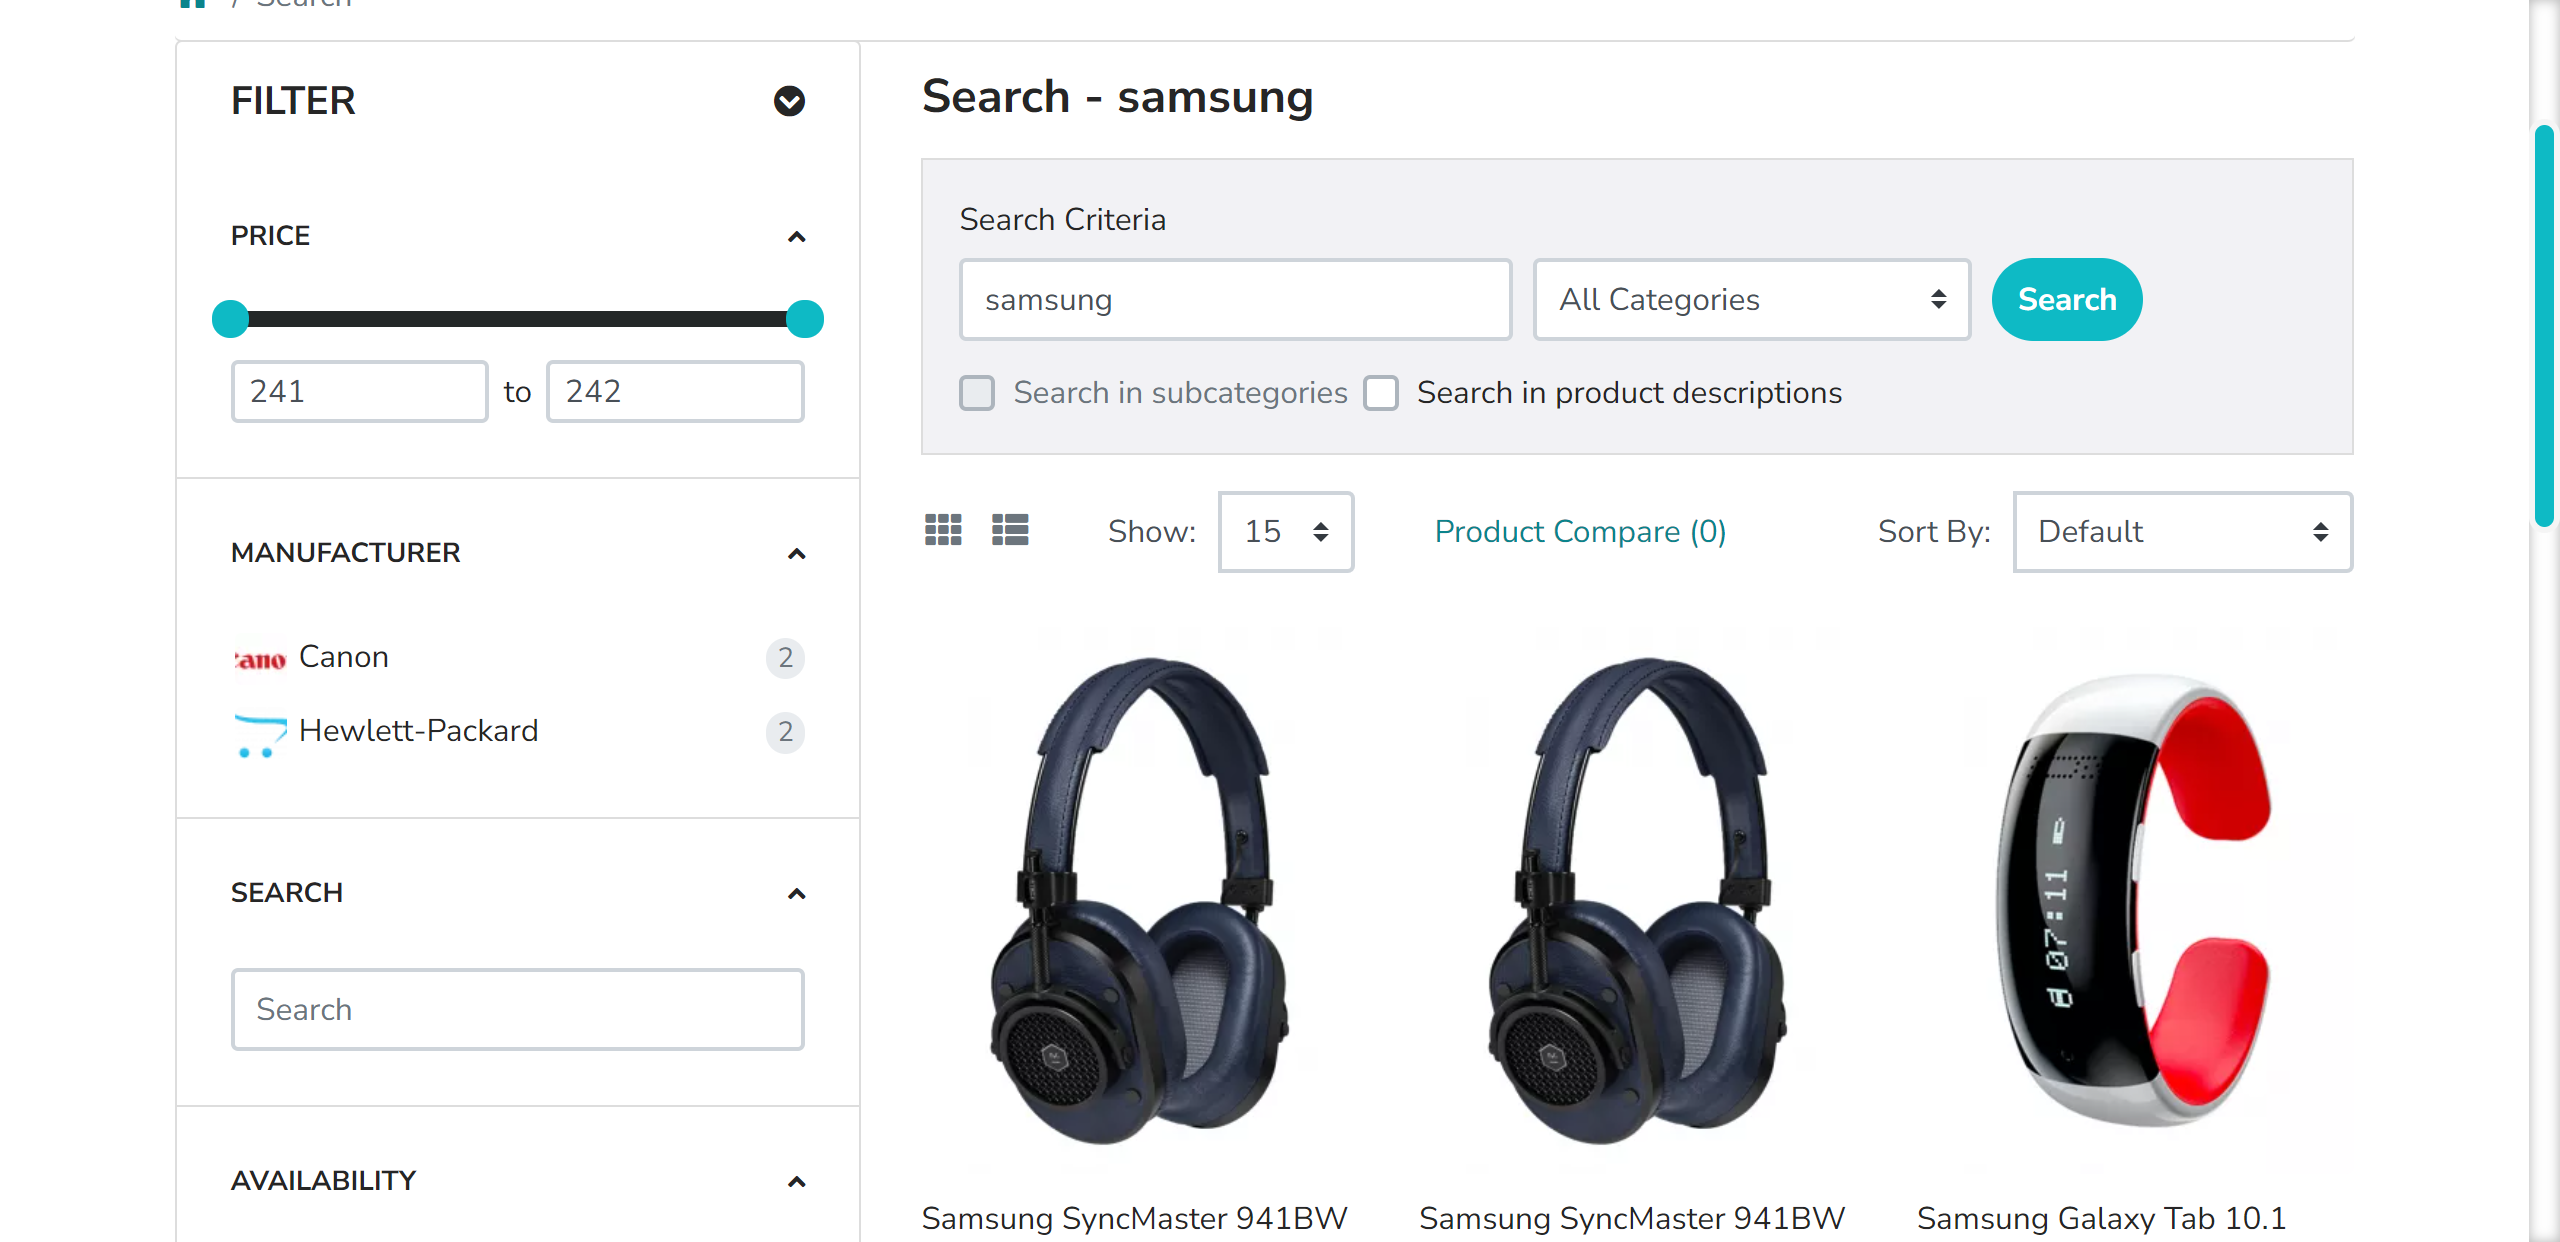 / Search
FILTER
PRICE
241 to 242
MANUFACTURER
Canon 2
Hewlett-Packard 2
SEARCH
Search
AVAILABILITY
Search - samsung
Search Criteria
samsung All Categories Search
Search in subcategories Search in product descriptions
Show: 15 Product Compare (0) Sort By: Default
07:11
Samsung SyncMaster 941BW Samsung SyncMaster 941BW Samsung Galaxy Tab 10.1